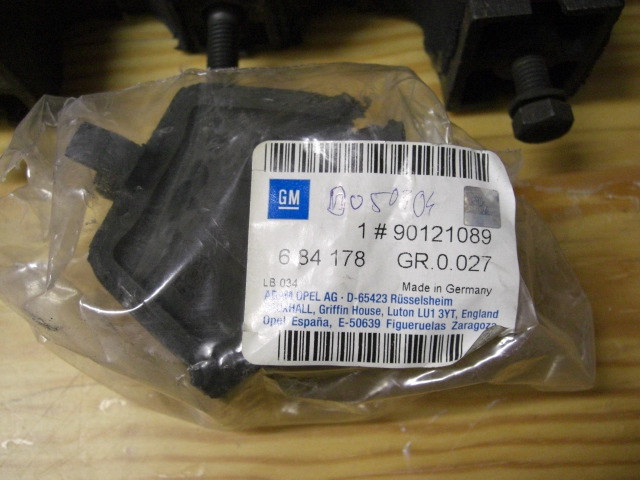 GM
1 # 90121089
6 84 178 GR.0.027
LB 034
Made in Germany
OPEL AG · D-65423 Rüsselsheim
VAUXHALL, Griffin House, Luton LU1 3YT, England
Opel España, E-50639 Figueruelas Zaragoza